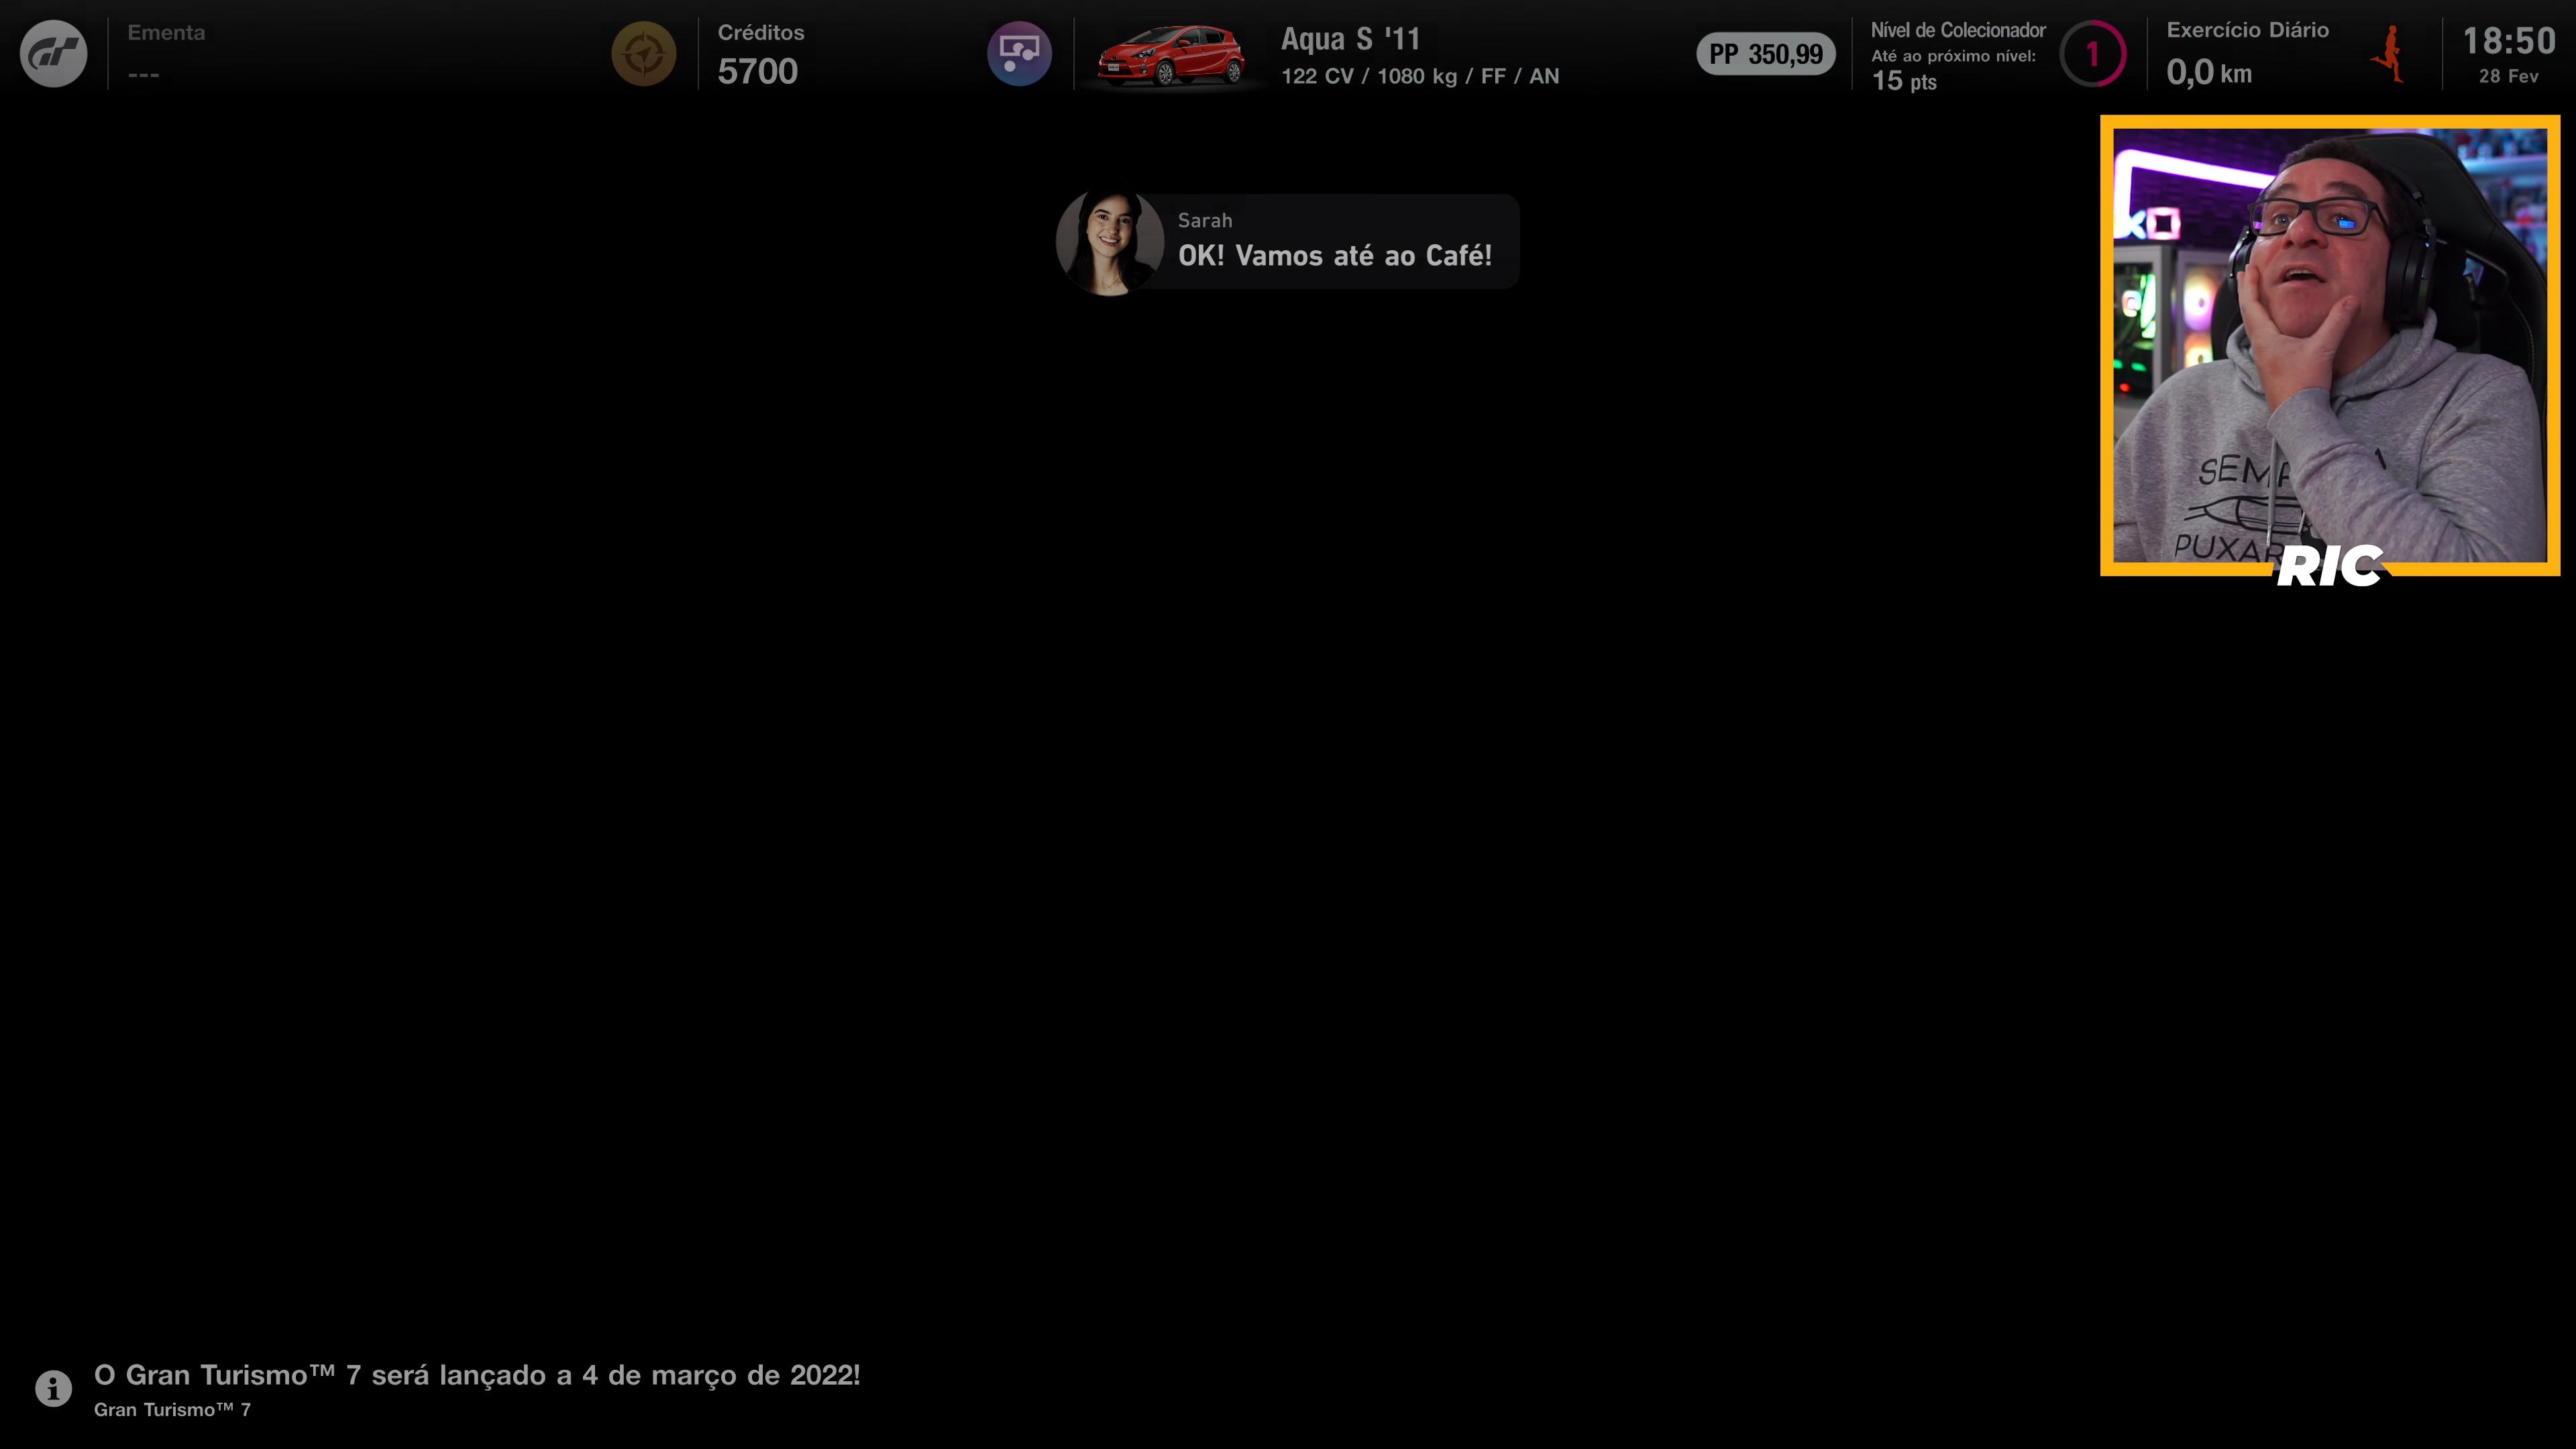 Ementa
---
Créditos
5700
Aqua S '11
122 CV / 1080 kg / FF / AN
PP 350,99
Nível de Colecionador
Até ao próximo nível:
15 pts
1
Exercício Diário
0,0 km
18:50
28 Fev
Sarah
OK! Vamos até ao Café!
PUXAR
RIC
O Gran Turismo™ 7 será lançado a 4 de março de 2022!
Gran Turismo™ 7